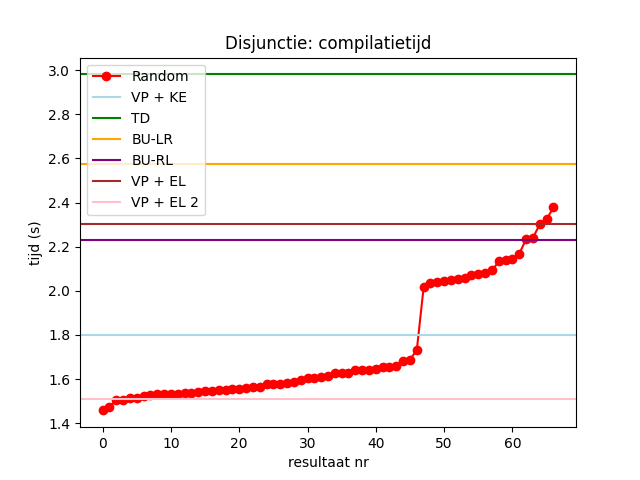 Disjunctie: compilatietijd
Random
VP + KE
TD
BU-LR
BU-RL
VP + EL
VP + EL 2
tijd (s)
3.0
2.8
2.6
2.4
2.2
2.0
1.8
1.6
1.4
0 10 20 30 40 50 60
resultaat nr